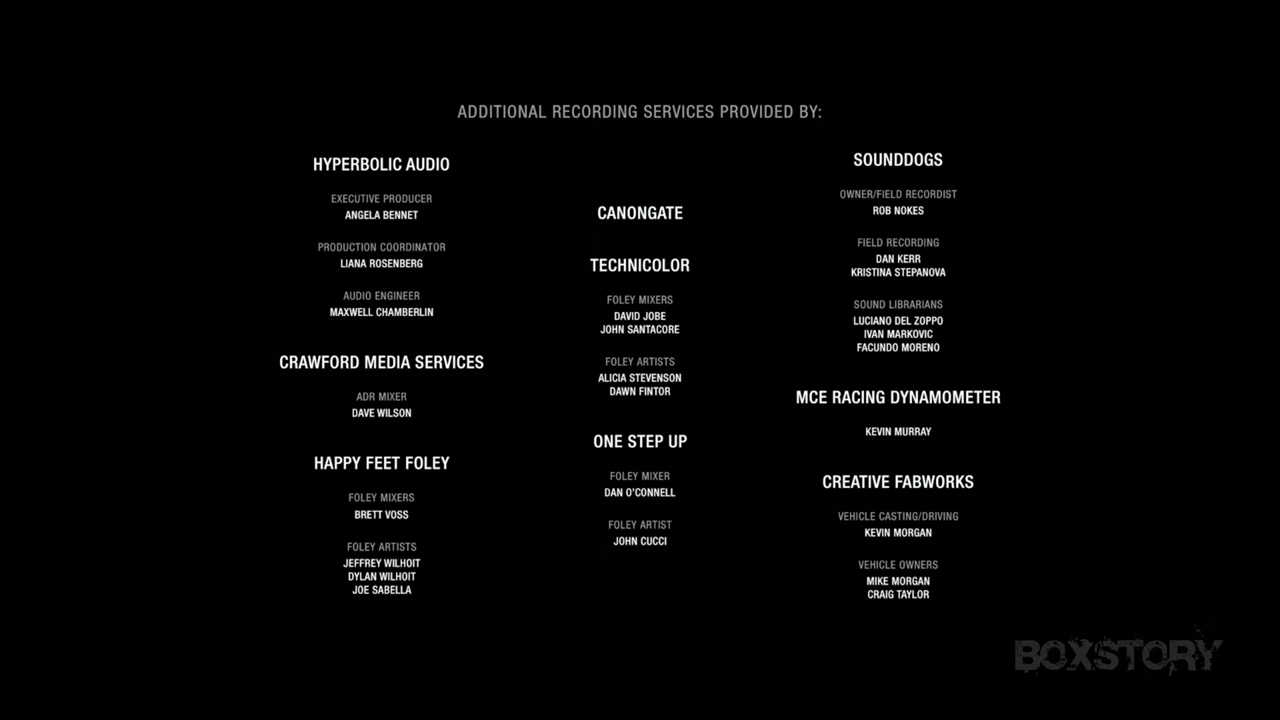 ADDITIONAL RECORDING SERVICES PROVIDED BY:
HYPERBOLIC AUDIO
EXECUTIVE PRODUCER
ANGELA BENNET
PRODUCTION COORDINATOR
LIANA ROSENBERG
AUDIO ENGINEER
MAXWELL CHAMBERLIN
CRAWFORD MEDIA SERVICES
ADR MIXER
DAVE WILSON
HAPPY FEET FOLEY
FOLEY MIXERS
BRETT VOSS
FOLEY ARTISTS
JEFFREY WILHOIT
DYLAN WILHOIT
JOE SABELLA
CANONGATE
TECHNICOLOR
FOLEY MIXERS
DAVID JOBE
JOHN SANTACORE
FOLEY ARTISTS
ALICIA STEVENSON
DAWN FINTOR
ONE STEP UP
FOLEY MIXER
DAN O'CONNELL
FOLEY ARTIST
JOHN CUCCI
SOUNDDOGS
OWNER/FIELD RECORDIST
ROB NOKES
FIELD RECORDING
DAN KERR
KRISTINA STEPANOVA
SOUND LIBRARIANS
LUCIANO DEL ZOPPO
IVAN MARKOVIC
FACUNDO MORENO
MCE RACING DYNAMOMETER
KEVIN MURRAY
CREATIVE FABWORKS
VEHICLE CASTING/DRIVING
KEVIN MORGAN
VEHICLE OWNERS
MIKE MORGAN
CRAIG TAYLOR
BOXSTORY